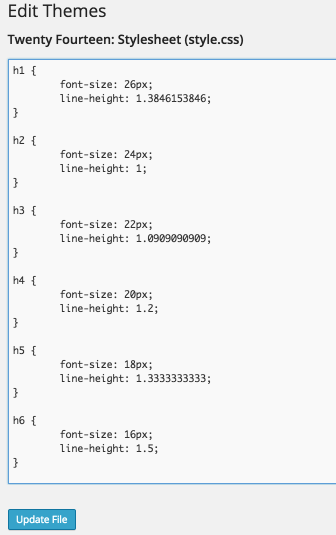 Edit Themes
Twenty Fourteen: Stylesheet (style.css)
h1 {
font-size: 26px;
line-height: 1.3846153846;
}
h2 {
font-size: 24px;
line-height: 1;
}
h3 {
font-size: 22px;
line-height: 1.0909090909;
}
h4 {
font-size: 20px;
line-height: 1.2;
}
h5 {
font-size: 18px;
line-height: 1.3333333333;
}
h6 {
font-size: 16px;
line-height: 1.5;
}
Update File